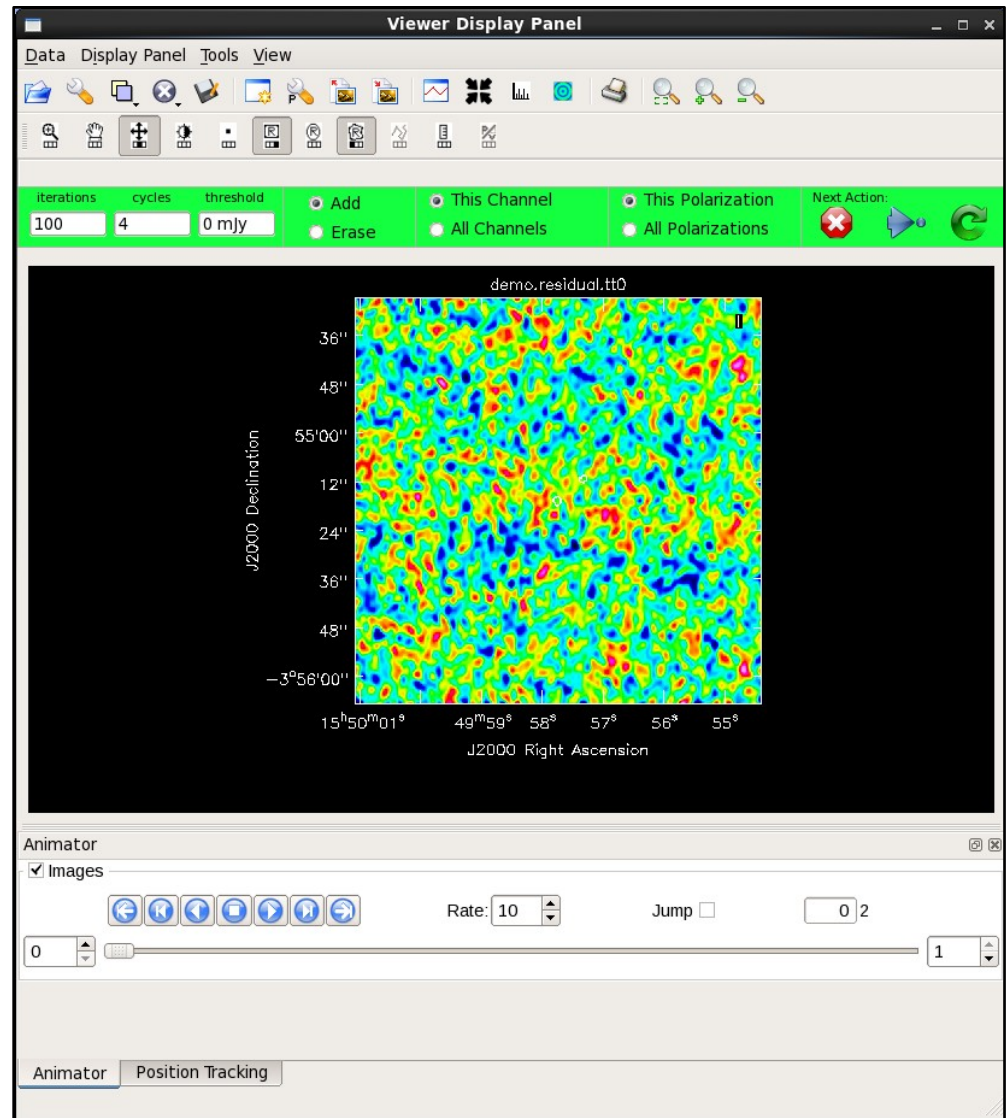 Viewer Display Panel
Data Display Panel Tools View
iterations cycles threshold
100 4 0 mJy
Add
Erase
This Channel
All Channels
This Polarization
All Polarizations
Next Action:
demo.residual.tt0
I
36''
48''
55'00''
12''
24''
36''
48''
−3°56'00''
J2000 Declination
15ʰ50ᵐ01ˢ 49ᵐ59ˢ 58ˢ 57ˢ 56ˢ 55ˢ
J2000 Right Ascension
Animator
Images
Rate: 10 Jump 0 2
0 1
Animator Position Tracking